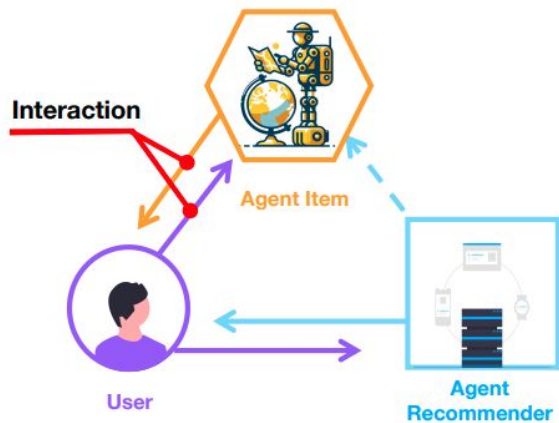 Interaction
Agent Item
User
Agent
Recommender